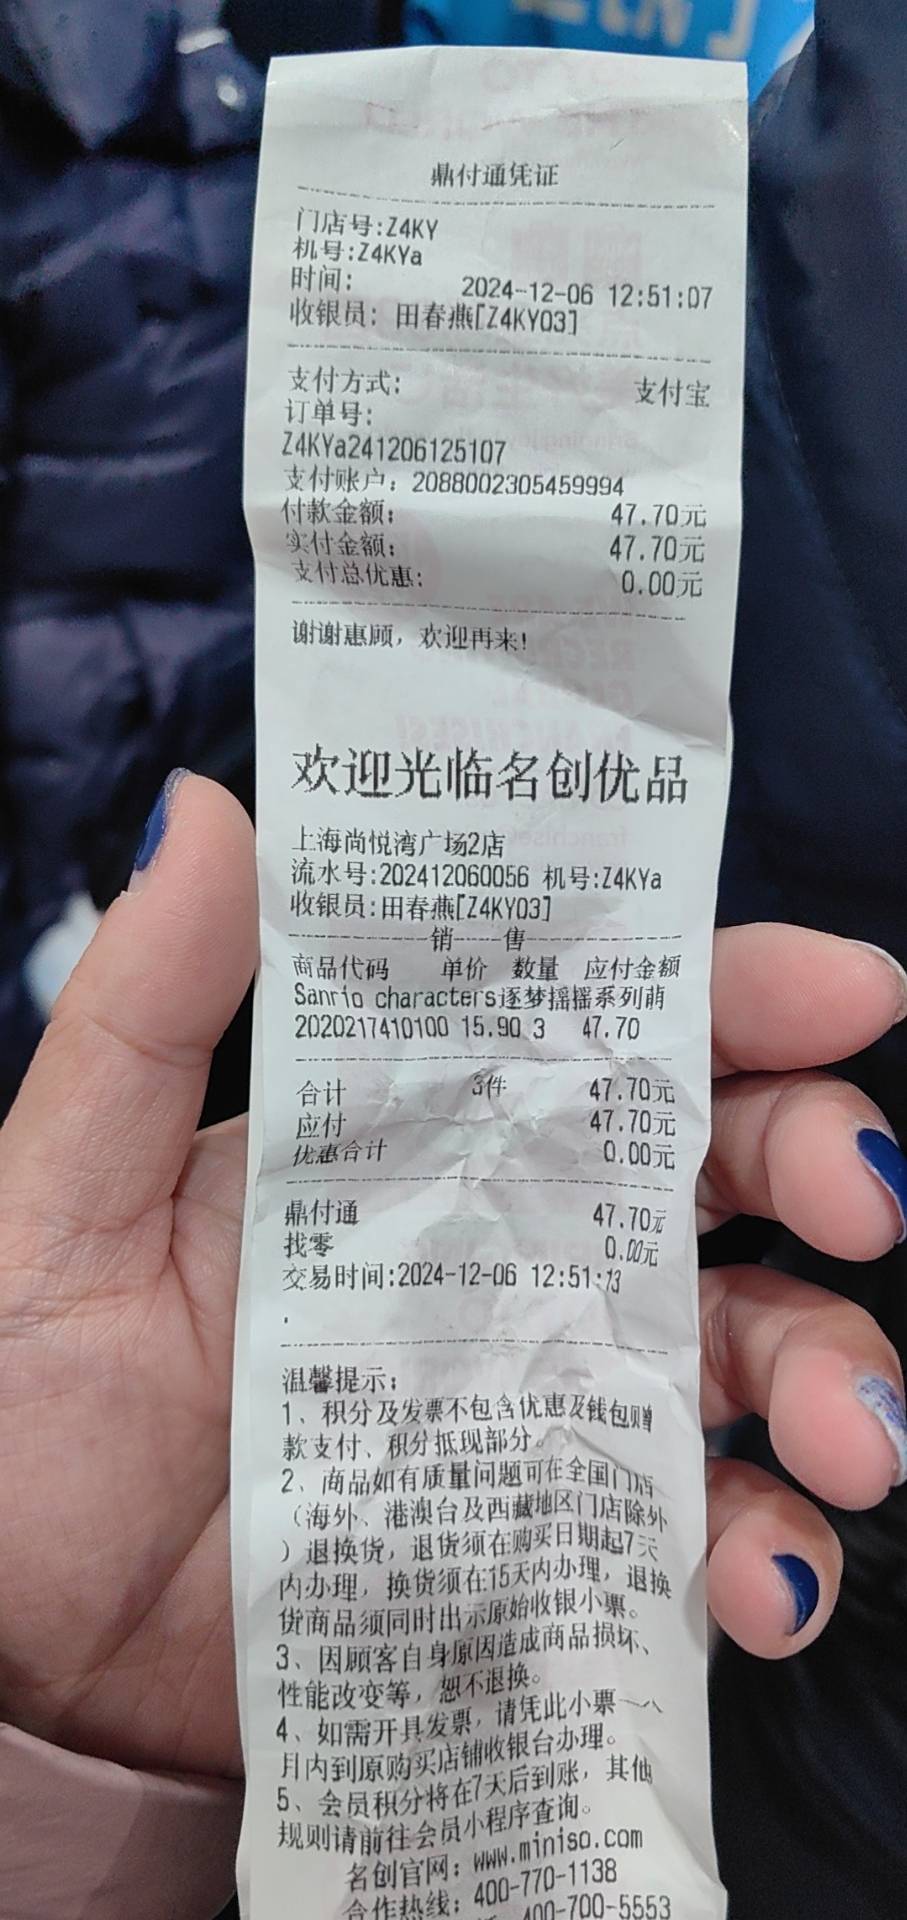 鼎付通凭证
门店号:Z4KY
机号:Z4KYa
时间: 2024-12-06 12:51:07
收银员: 田春燕[Z4KY03]
支付方式: 支付宝
订单号:
Z4KYa241206125107
支付账户: 2088002305459994
付款金额: 47.70元
实付金额: 47.70元
支付总优惠: 0.00元
谢谢惠顾, 欢迎再来!
欢迎光临名创优品
上海尚悦湾广场2店
流水号:202412060056 机号:Z4KYa
收银员:田春燕[Z4KY03]
销-----售
商品代码 单价 数量 应付金额
Sanrio characters逐梦摇摇系列萌
2020217410100 15.90 3 47.70
合计 3件 47.70元
应付 47.70元
优惠合计 0.00元
鼎付通 47.70元
找零 0.00元
交易时间:2024-12-06 12:51:13
.
温馨提示:
1、积分及发票不包含优惠及钱包赠
款支付、积分抵现部分。
2、商品如有质量问题可在全国门店
（海外、港澳台及西藏地区门店除外
）退换货，退货须在购买日期起7天
内办理，换货须在15天内办理，退换
货商品须同时出示原始收银小票。
3、因顾客自身原因造成商品损坏、
性能改变等，恕不退换。
4、如需开具发票，请凭此小票一个
月内到原购买店铺收银台办理。
5、会员积分将在7天后到账，其他
规则请前往会员小程序查询。
名创官网: www.miniso.com
合作热线: 400-770-1138
400-700-5553